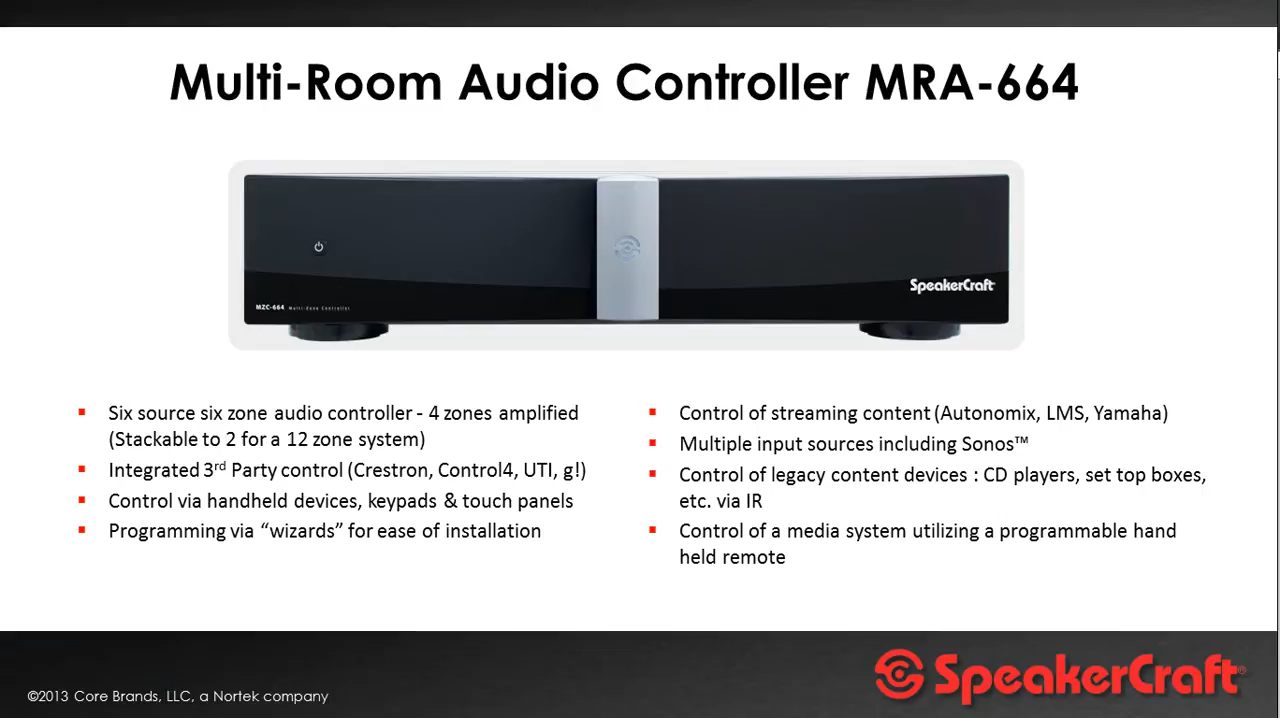 Multi-Room Audio Controller MRA-664
MZC-664 Multi-Zone Controller
SpeakerCraft
▪ Six source six zone audio controller - 4 zones amplified
(Stackable to 2 for a 12 zone system)
▪ Integrated 3rd Party control (Crestron, Control4, UTI, g!)
▪ Control via handheld devices, keypads & touch panels
▪ Programming via “wizards” for ease of installation
▪ Control of streaming content (Autonomix, LMS, Yamaha)
▪ Multiple input sources including Sonos™
▪ Control of legacy content devices : CD players, set top boxes,
etc. via IR
▪ Control of a media system utilizing a programmable hand
held remote
©2013 Core Brands, LLC, a Nortek company
SpeakerCraft®